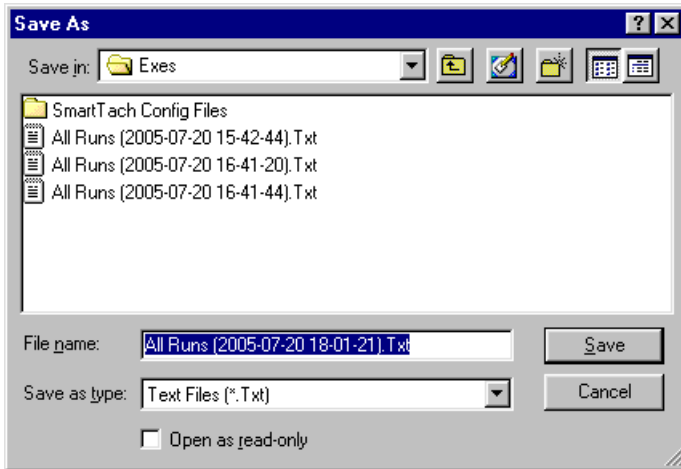 Save As
Save in: Exes
SmartTach Config Files
All Runs (2005-07-20 15-42-44).Txt
All Runs (2005-07-20 16-41-20).Txt
All Runs (2005-07-20 16-41-44).Txt
File name: All Runs (2005-07-20 18-01-21).Txt Save
Save as type: Text Files (*.Txt) Cancel
Open as read-only